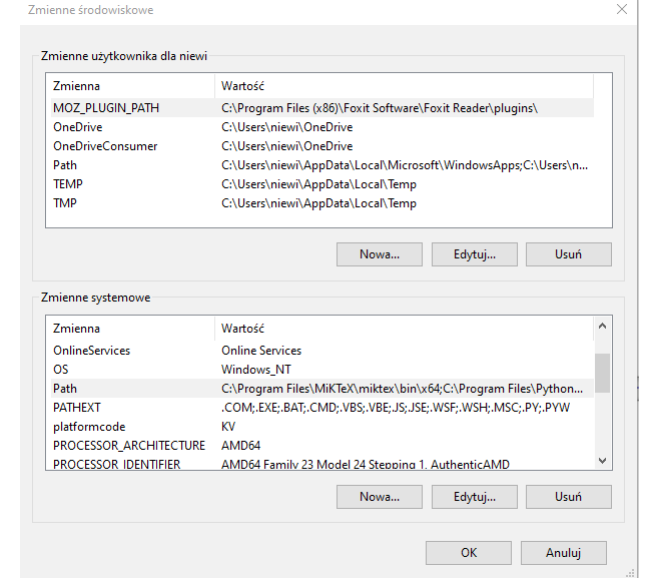 Zmienne środowiskowe
Zmienne użytkownika dla niewi
Zmienna Wartość
MOZ_PLUGIN_PATH C:\Program Files (x86)\Foxit Software\Foxit Reader\plugins\
OneDrive C:\Users\niewi\OneDrive
OneDriveConsumer C:\Users\niewi\OneDrive
Path C:\Users\niewi\AppData\Local\Microsoft\WindowsApps;C:\Users\n...
TEMP C:\Users\niewi\AppData\Local\Temp
TMP C:\Users\niewi\AppData\Local\Temp
Nowa... Edytuj... Usuń
Zmienne systemowe
Zmienna Wartość
OnlineServices Online Services
OS Windows_NT
Path C:\Program Files\MiKTeX\miktex\bin\x64;C:\Program Files\Python...
PATHEXT .COM;.EXE;.BAT;.CMD;.VBS;.VBE;.JS;.JSE;.WSF;.WSH;.MSC;.PY;.PYW
platformcode KV
PROCESSOR_ARCHITECTURE AMD64
PROCESSOR_IDENTIFIER AMD64 Family 23 Model 24 Stepping 1, AuthenticAMD
Nowa... Edytuj... Usuń
OK Anuluj